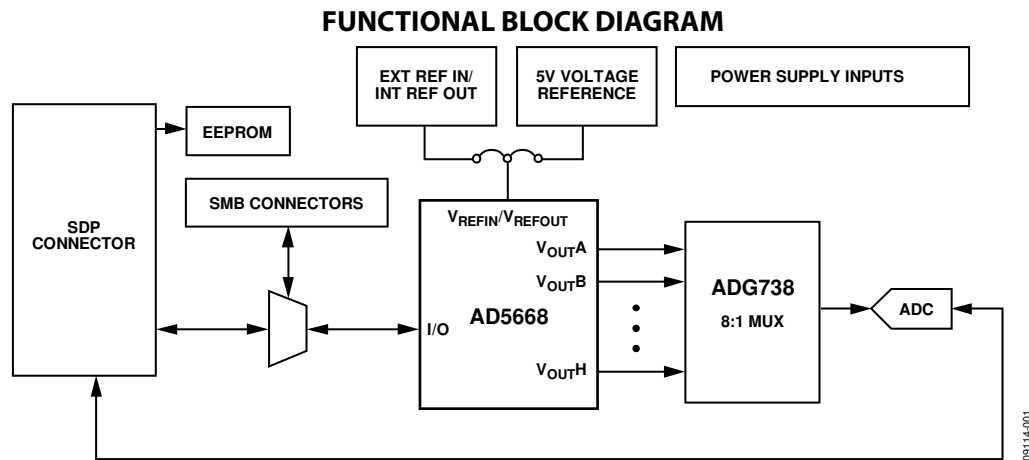 FUNCTIONAL BLOCK DIAGRAM
EXT REF IN/
INT REF OUT
5V VOLTAGE
REFERENCE
POWER SUPPLY INPUTS
EEPROM
SMB CONNECTORS
SDP
CONNECTOR
VREFIN/VREFOUT
VOUTA
VOUTB
VOUTH
I/O
AD5668
ADG738
8:1 MUX
ADC
09114-001